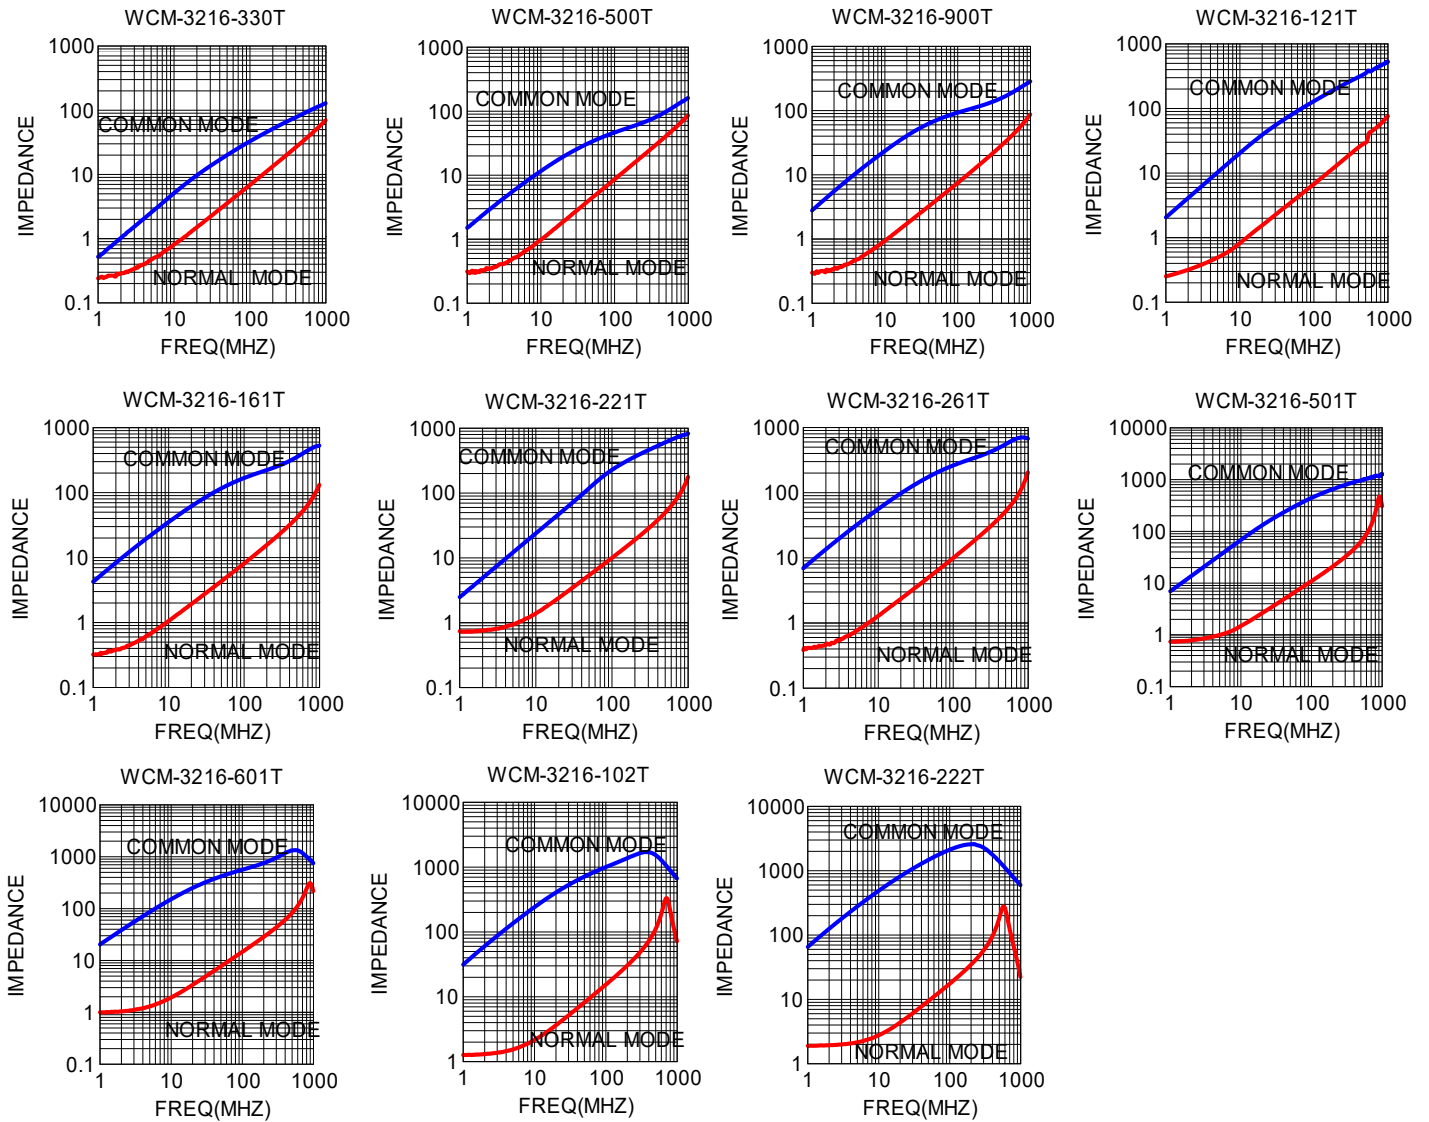 WCM-3216-330T
1000
100
10
1
0.1
IMPEDANCE
COMMON MODE
NORMAL MODE
1 10 100 1000
FREQ(MHZ)
WCM-3216-500T
1000
100
10
1
0.1
IMPEDANCE
COMMON MODE
NORMAL MODE
1 10 100 1000
FREQ(MHZ)
WCM-3216-900T
1000
100
10
1
0.1
IMPEDANCE
COMMON MODE
NORMAL MODE
1 10 100 1000
FREQ(MHZ)
WCM-3216-121T
1000
100
10
1
0.1
IMPEDANCE
COMMON MODE
NORMAL MODE
1 10 100 1000
FREQ(MHZ)
WCM-3216-161T
1000
100
10
1
0.1
IMPEDANCE
COMMON MODE
NORMAL MODE
1 10 100 1000
FREQ(MHZ)
WCM-3216-221T
1000
100
10
1
0.1
IMPEDANCE
COMMON MODE
NORMAL MODE
1 10 100 1000
FREQ(MHZ)
WCM-3216-261T
1000
100
10
1
0.1
IMPEDANCE
COMMON MODE
NORMAL MODE
1 10 100 1000
FREQ(MHZ)
WCM-3216-501T
10000
1000
100
10
1
0.1
IMPEDANCE
COMMON MODE
NORMAL MODE
1 10 100 1000
FREQ(MHZ)
WCM-3216-601T
10000
1000
100
10
1
0.1
IMPEDANCE
COMMON MODE
NORMAL MODE
1 10 100 1000
FREQ(MHZ)
WCM-3216-102T
10000
1000
100
10
1
IMPEDANCE
COMMON MODE
NORMAL MODE
1 10 100 1000
FREQ(MHZ)
WCM-3216-222T
10000
1000
100
10
1
IMPEDANCE
COMMON MODE
NORMAL MODE
1 10 100 1000
FREQ(MHZ)